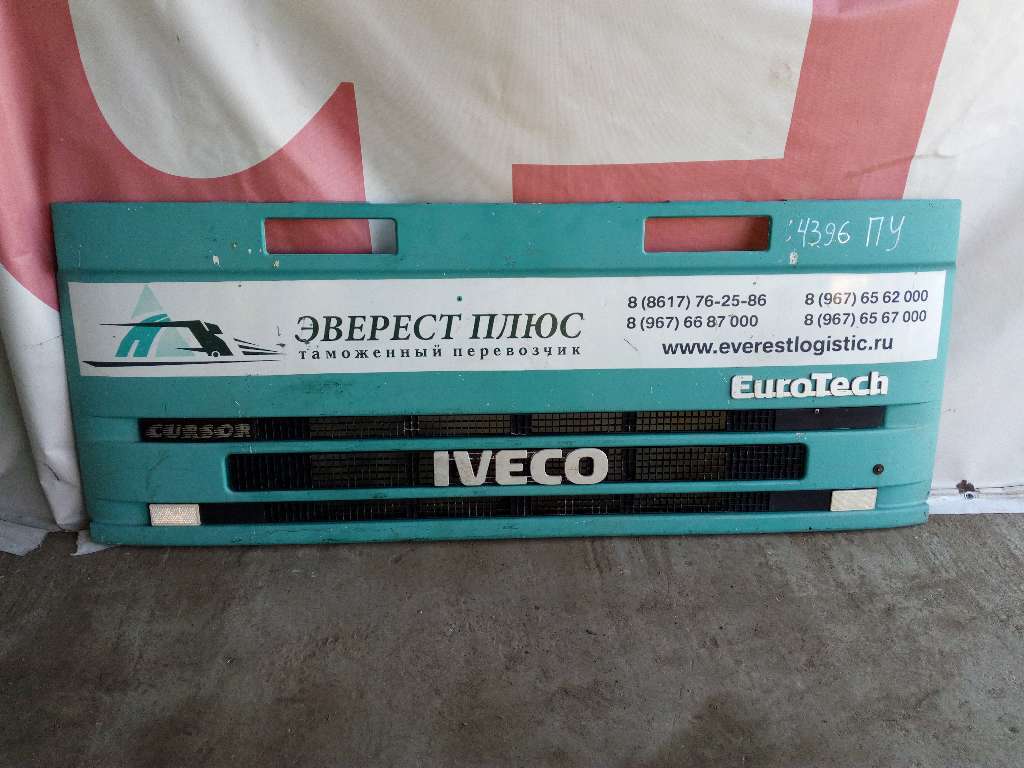 4396 ПУ
ЭВЕРЕСТ ПЛЮС
таможенный перевозчик
8 (8617) 76-25-86 8 (967) 65 62 000
8 (967) 66 87 000 8 (967) 65 67 000
www.everestlogistic.ru
EuroTech
CURSOR
IVECO